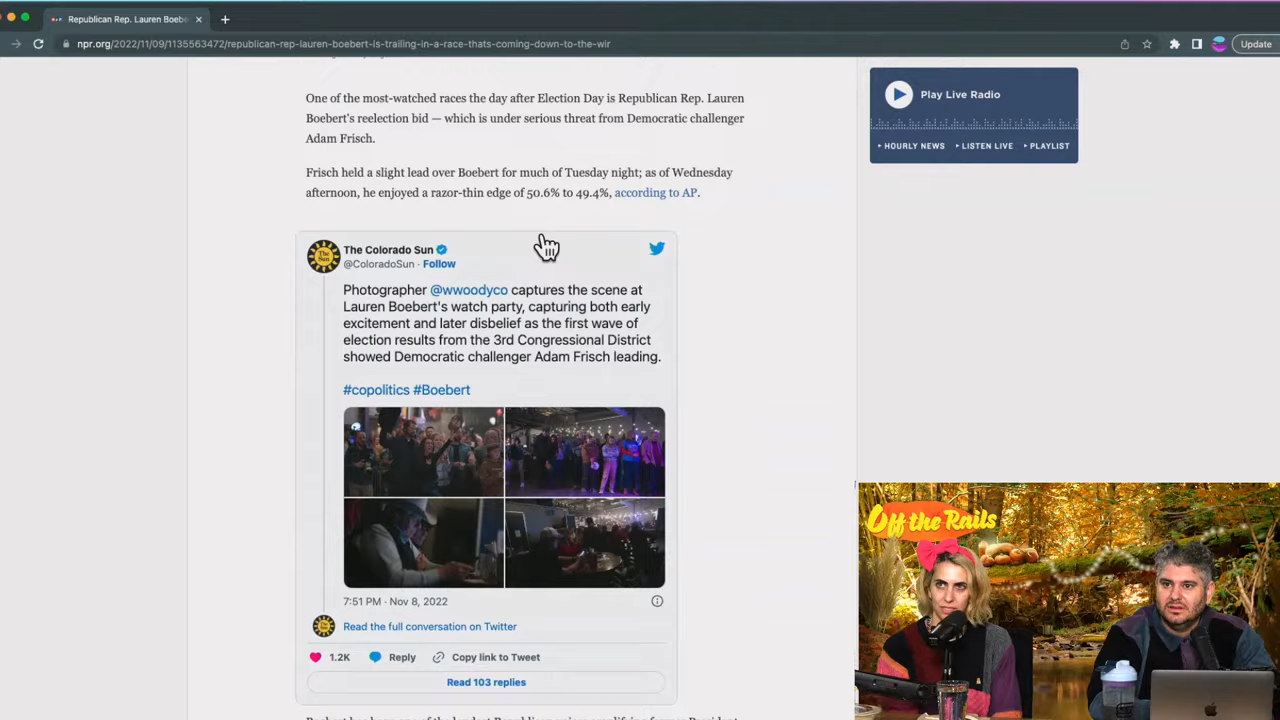 Republican Rep. Lauren Boebe
npr.org/2022/11/09/1135563472/republican-rep-lauren-boebert-is-trailing-in-a-race-thats-coming-down-to-the-wir
Update
One of the most-watched races the day after Election Day is Republican Rep. Lauren
Boebert's reelection bid — which is under serious threat from Democratic challenger
Adam Frisch.
Frisch held a slight lead over Boebert for much of Tuesday night; as of Wednesday
afternoon, he enjoyed a razor-thin edge of 50.6% to 49.4%, according to AP.
Play Live Radio
HOURLY NEWS LISTEN LIVE PLAYLIST
The Sun
The Colorado Sun
@ColoradoSun · Follow
Photographer @wwoodyco captures the scene at
Lauren Boebert's watch party, capturing both early
excitement and later disbelief as the first wave of
election results from the 3rd Congressional District
showed Democratic challenger Adam Frisch leading.
#copolitics #Boebert
7:51 PM · Nov 8, 2022
Read the full conversation on Twitter
1.2K Reply Copy link to Tweet
Read 103 replies
Off the Rails